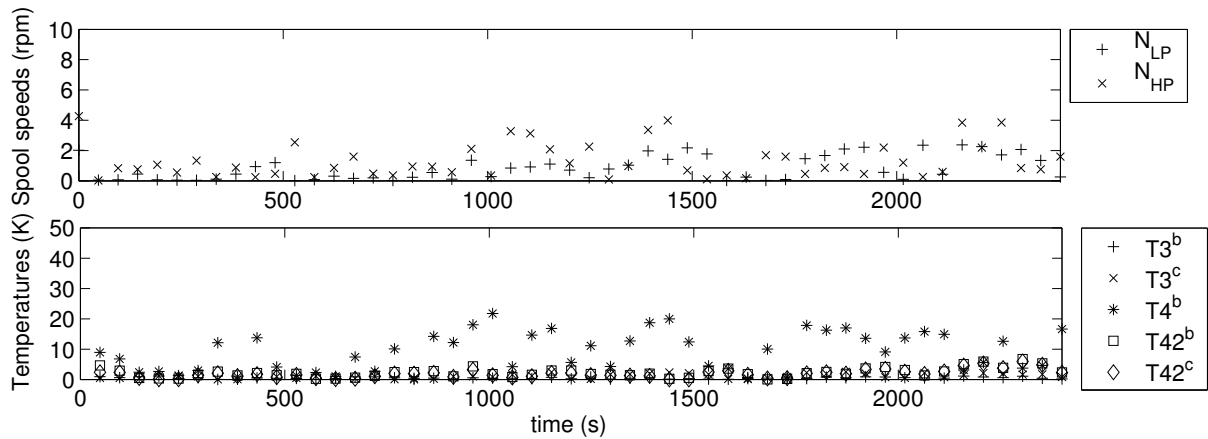 Spool speeds (rpm)
10
8
6
4
2
0
0 500 1000 1500 2000
N_LP
N_HP
Temperatures (K)
50
40
30
20
10
0
0 500 1000 1500 2000
time (s)
T3^b
T3^c
T4^b
T42^b
T42^c